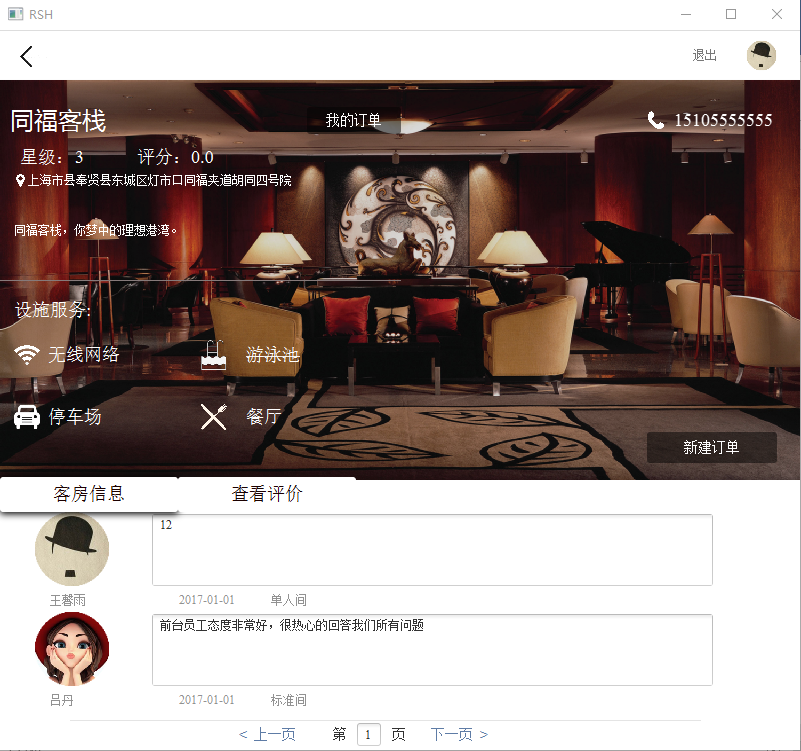 RSH
退出
同福客栈
我的订单
15105555555
星级：3 评分：0.0
上海市县奉贤县东城区灯市口同福夹道胡同四号院
同福客栈，你梦中的理想港湾。
设施服务:
无线网络 游泳池
停车场 餐厅
新建订单
客房信息 查看评价
12
王馨雨 2017-01-01 单人间
前台员工态度非常好，很热心的回答我们所有问题
吕丹 2017-01-01 标准间
< 上一页 第 1 页 下一页 >